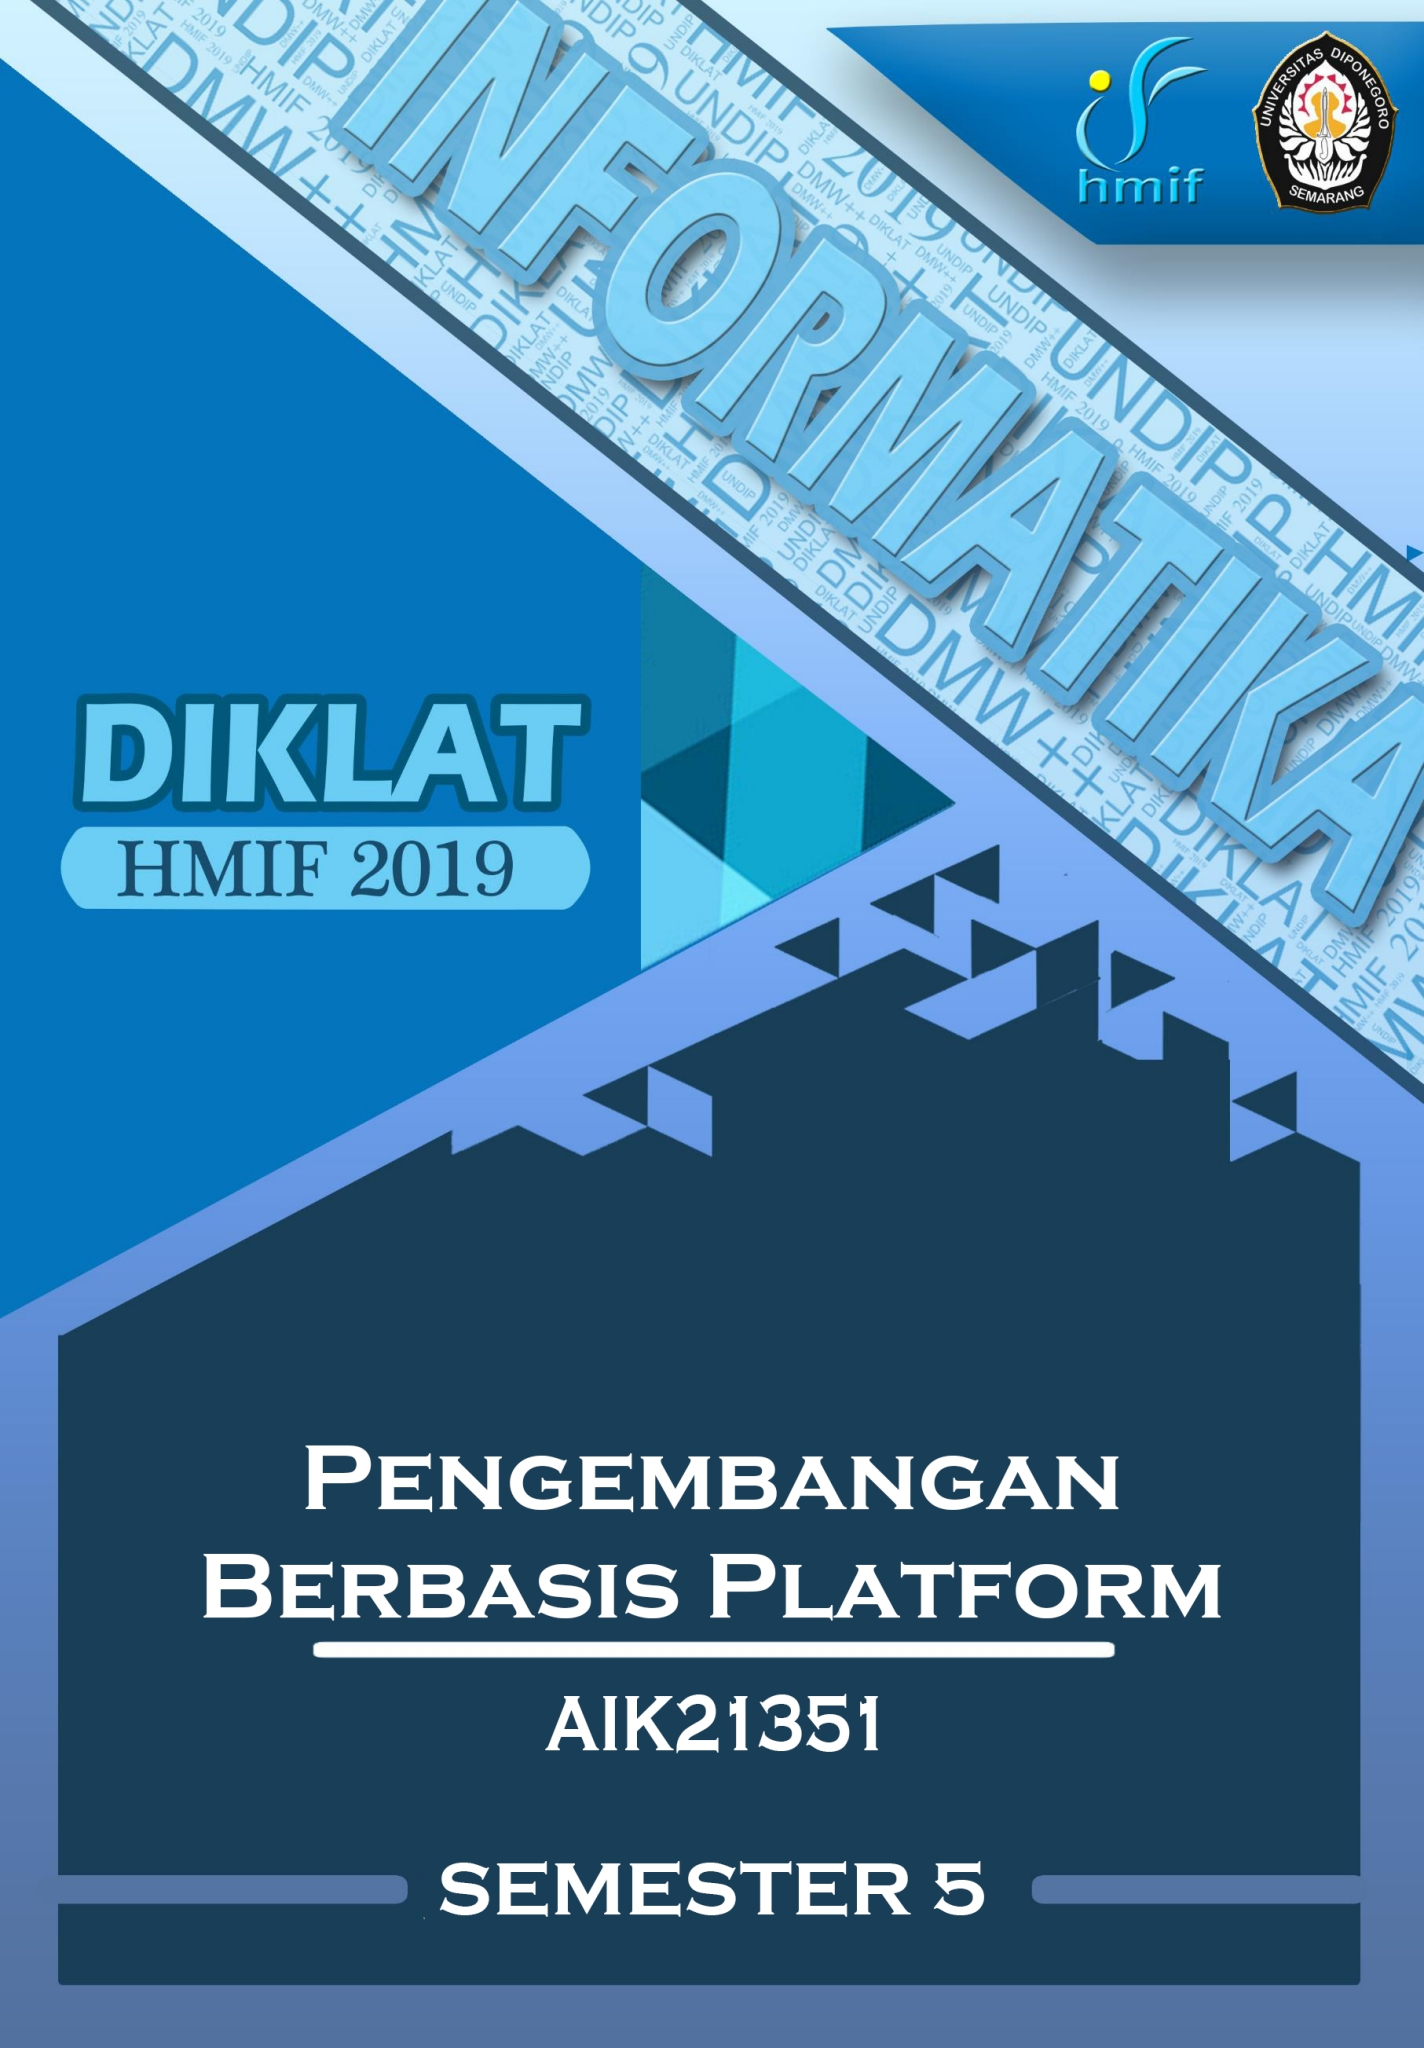 INFORMATIKA
hmif
UNIVERSITAS DIPONEGORO
SEMARANG
DIKLAT
HMIF 2019
PENGEMBANGAN
BERBASIS PLATFORM
AIK21351
SEMESTER 5